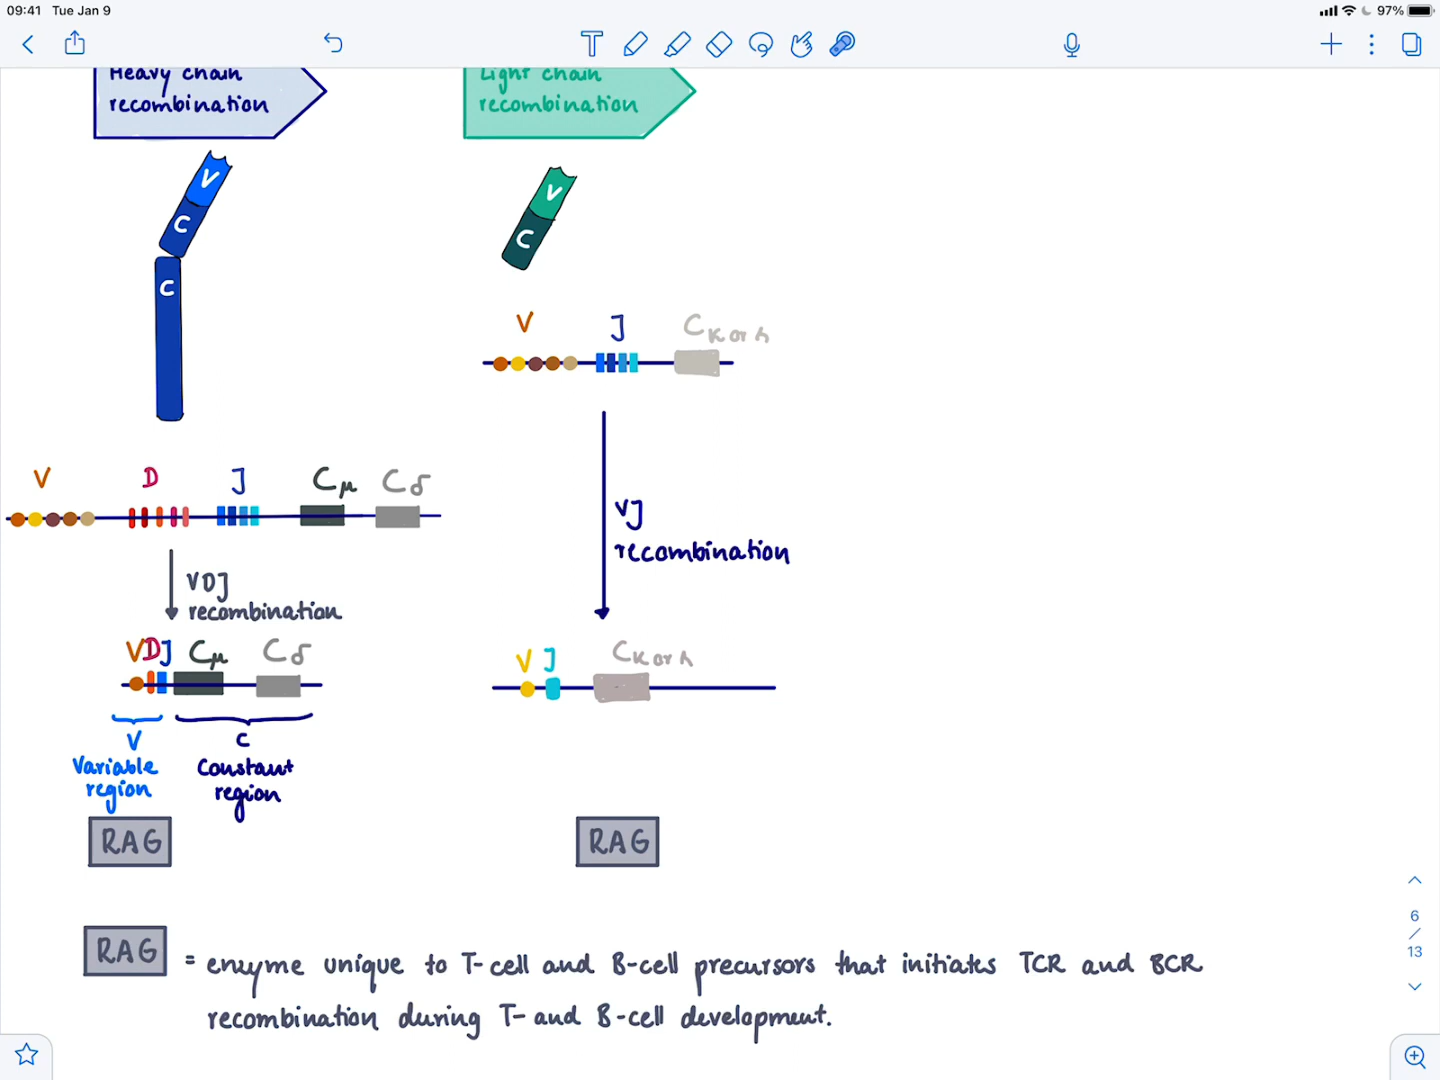 09:41 Tue Jan 9
97%
Heavy chain
recombination
Light chain
recombination
V
C
C
V
C
V J Cκ or λ
V D J Cμ Cδ
VJ
recombination
VDJ
recombination
VDJ Cμ Cδ
V J Cκ or λ
V
Variable
region
C
Constant
region
RAG
RAG
RAG = enzyme unique to T-cell and B-cell precursors that initiates TCR and BCR
recombination during T- and B-cell development.
6
/
13